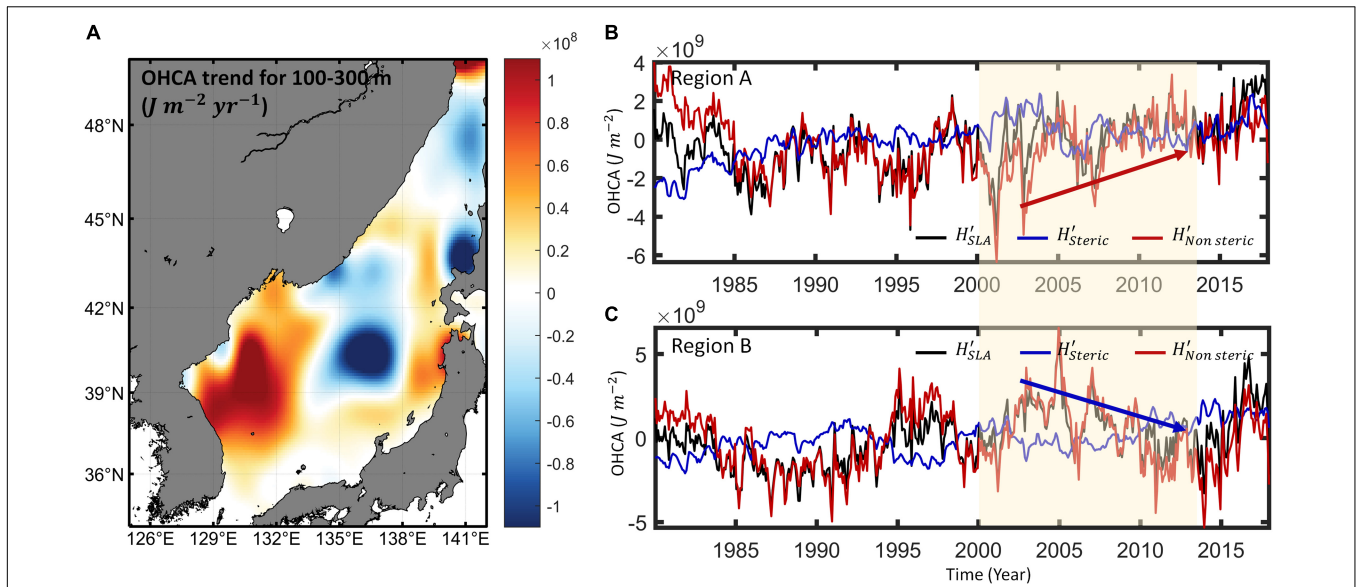 A
×10⁸
OHCA trend for 100-300 m
(J m⁻² yr⁻¹)
48°N
45°N
42°N
39°N
36°N
126°E 129°E 132°E 135°E 138°E 141°E
1
0.8
0.6
0.4
0.2
0
-0.2
-0.4
-0.6
-0.8
-1
B
×10⁹
Region A
OHCA (J m⁻²)
4
2
0
-2
-4
-6
H′SLA H′Steric H′Non steric
1985 1990 1995 2000 2005 2010 2015
C
×10⁹
Region B
OHCA (J m⁻²)
5
0
-5
H′SLA H′Steric H′Non steric
1985 1990 1995 2000 2005 2010 2015
Time (Year)